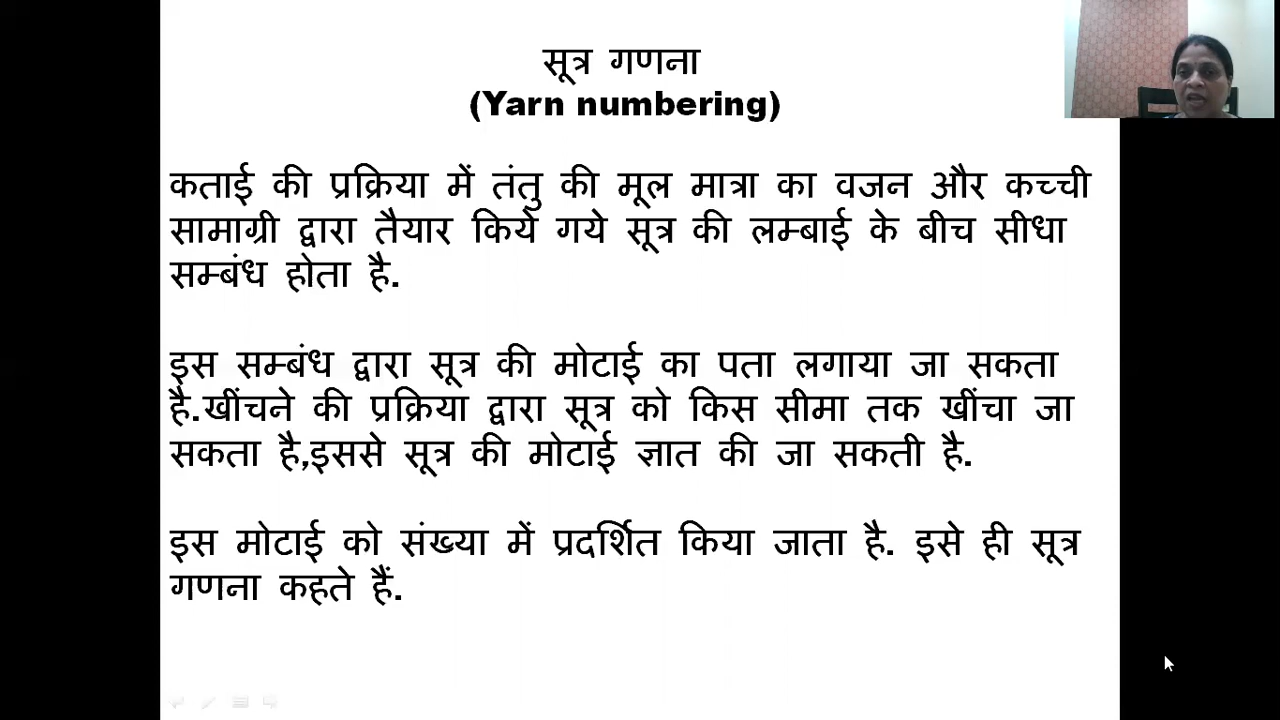 सूत्र गणना
(Yarn numbering)
कताई की प्रक्रिया में तंतु की मूल मात्रा का वजन और कच्ची
सामाग्री द्वारा तैयार किये गये सूत्र की लम्बाई के बीच सीधा
सम्बंध होता है.
इस सम्बंध द्वारा सूत्र की मोटाई का पता लगाया जा सकता
है.खींचने की प्रक्रिया द्वारा सूत्र को किस सीमा तक खींचा जा
सकता है,इससे सूत्र की मोटाई ज्ञात की जा सकती है.
इस मोटाई को संख्या में प्रदर्शित किया जाता है. इसे ही सूत्र
गणना कहते हैं.